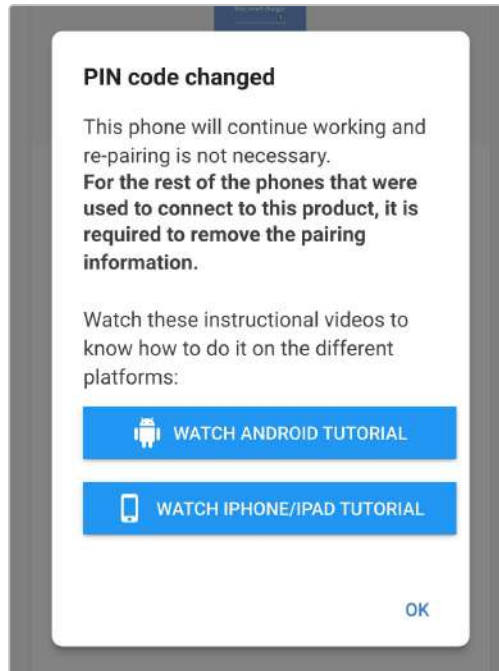 PIN code changed
This phone will continue working and
re-pairing is not necessary.
For the rest of the phones that were
used to connect to this product, it is
required to remove the pairing
information.
Watch these instructional videos to
know how to do it on the different
platforms:
WATCH ANDROID TUTORIAL
WATCH IPHONE/IPAD TUTORIAL
OK